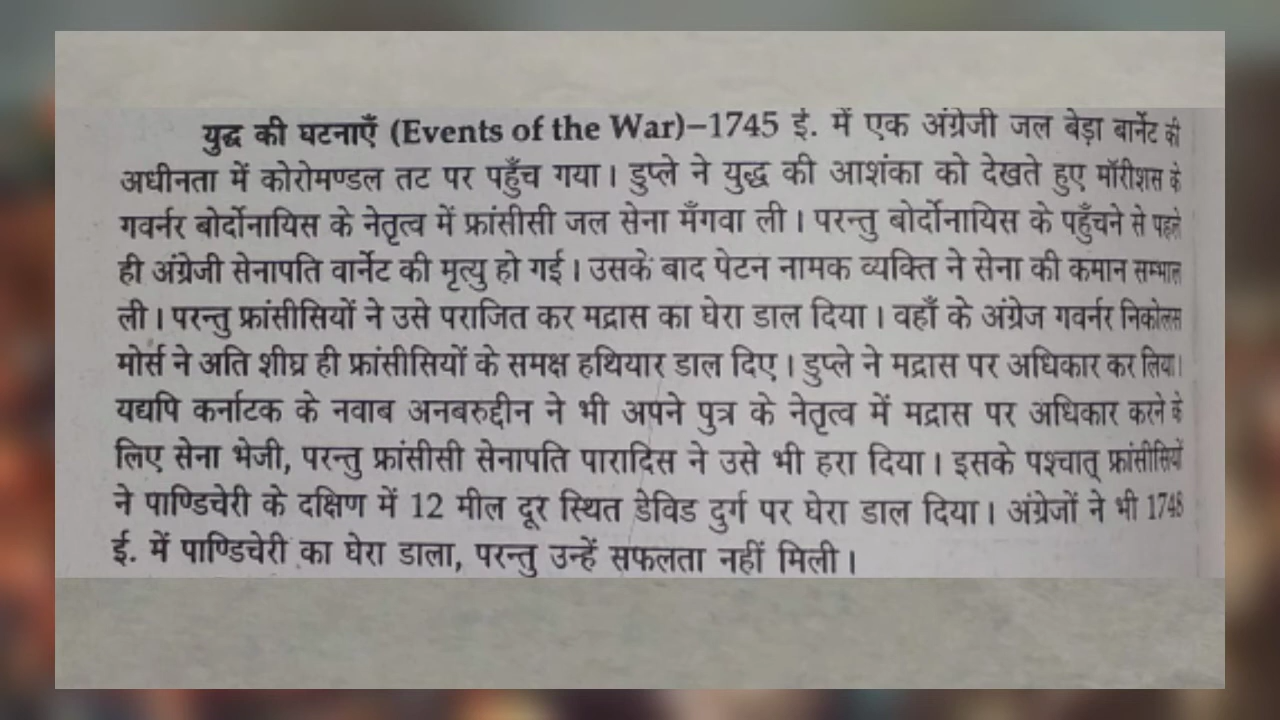 युद्ध की घटनाएँ (Events of the War)–1745 ई. में एक अंग्रेजी जल बेड़ा बार्नेट की
अधीनता में कोरोमण्डल तट पर पहुँच गया। डुप्ले ने युद्ध की आशंका को देखते हुए मॉरीशस के
गवर्नर बोर्दोनायिस के नेतृत्व में फ्रांसीसी जल सेना मँगवा ली। परन्तु बोर्दोनायिस के पहुँचने से पहले
ही अंग्रेजी सेनापति वार्नेट की मृत्यु हो गई। उसके बाद पेटन नामक व्यक्ति ने सेना की कमान सम्भाल
ली। परन्तु फ्रांसीसियों ने उसे पराजित कर मद्रास का घेरा डाल दिया। वहाँ के अंग्रेज गवर्नर निकोलस
मोर्स ने अति शीघ्र ही फ्रांसीसियों के समक्ष हथियार डाल दिए। डुप्ले ने मद्रास पर अधिकार कर लिया।
यद्यपि कर्नाटक के नवाब अनबरुद्दीन ने भी अपने पुत्र के नेतृत्व में मद्रास पर अधिकार करने के
लिए सेना भेजी, परन्तु फ्रांसीसी सेनापति पारादिस ने उसे भी हरा दिया। इसके पश्चात् फ्रांसीसियों
ने पाण्डिचेरी के दक्षिण में 12 मील दूर स्थित डेविड दुर्ग पर घेरा डाल दिया। अंग्रेजों ने भी 1748
ई. में पाण्डिचेरी का घेरा डाला, परन्तु उन्हें सफलता नहीं मिली।